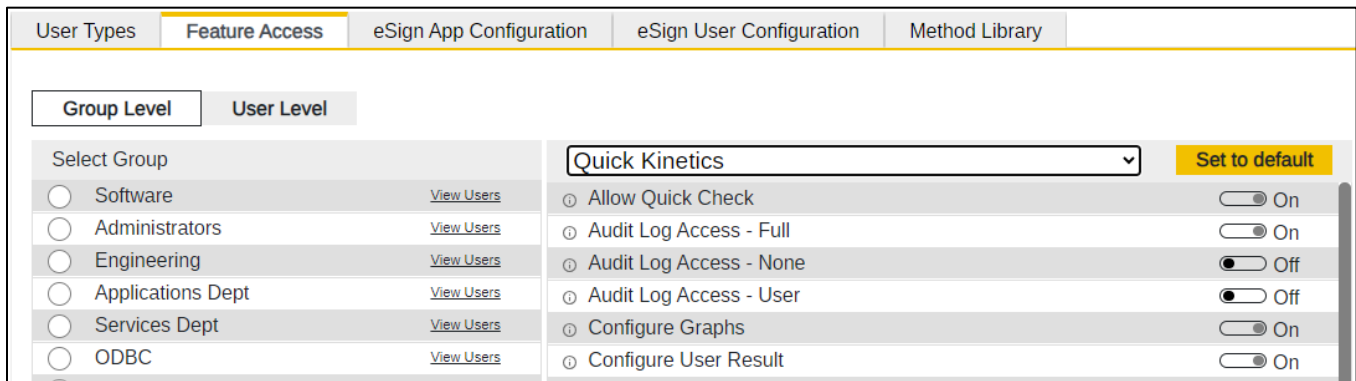 User Types Feature Access eSign App Configuration eSign User Configuration Method Library
Group Level User Level
Select Group Quick Kinetics Set to default
Software View Users Allow Quick Check On
Administrators View Users Audit Log Access - Full On
Engineering View Users Audit Log Access - None Off
Applications Dept View Users Audit Log Access - User Off
Services Dept View Users Configure Graphs On
ODBC View Users Configure User Result On